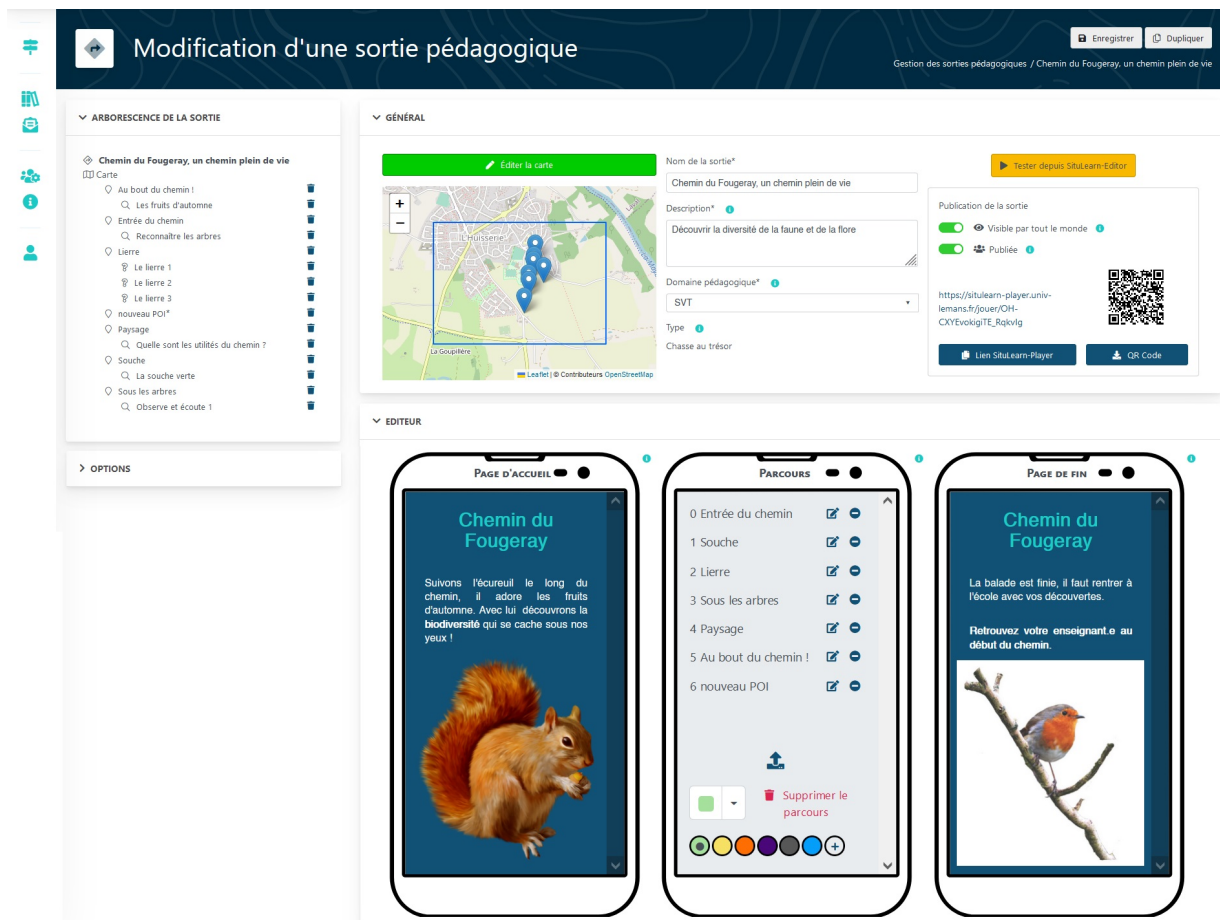 Modification d'une sortie pédagogique
Enregistrer
Dupliquer
Gestion des sorties pédagogiques / Chemin du Fougeray, un chemin plein de vie
ARBORESCENCE DE LA SORTIE
Chemin du Fougeray, un chemin plein de vie
Carte
Au bout du chemin !
Les fruits d'automne
Entrée du chemin
Reconnaître les arbres
Lierre
Le lierre 1
Le lierre 2
Le lierre 3
nouveau POI*
Paysage
Quelle sont les utilités du chemin ?
Souche
La souche verte
Sous les arbres
Observe et écoute 1
OPTIONS
GÉNÉRAL
Éditer la carte
+
−
L'Huisserie
La Goupillère
Leaflet | © Contributeurs OpenStreetMap
Nom de la sortie*
Chemin du Fougeray, un chemin plein de vie
Description*
Découvrir la diversité de la faune et de la flore
Domaine pédagogique*
SVT
Type
Chasse au trésor
Tester depuis SituLearn-Editor
Publication de la sortie
Visible par tout le monde
Publiée
https://situlearn-player.univ-
lemans.fr/jouer/OH-
CXYEvokigiTE_RqkvIg
Lien SituLearn-Player
QR Code
EDITEUR
PAGE D'ACCUEIL
Chemin du
Fougeray
Suivons l'écureuil le long du
chemin, il adore les fruits
d'automne. Avec lui découvrons la
biodiversité qui se cache sous nos
yeux !
PARCOURS
0 Entrée du chemin
1 Souche
2 Lierre
3 Sous les arbres
4 Paysage
5 Au bout du chemin !
6 nouveau POI
Supprimer le
parcours
PAGE DE FIN
Chemin du
Fougeray
La balade est finie, il faut rentrer à
l'école avec vos découvertes.
Retrouvez votre enseignant.e au
début du chemin.